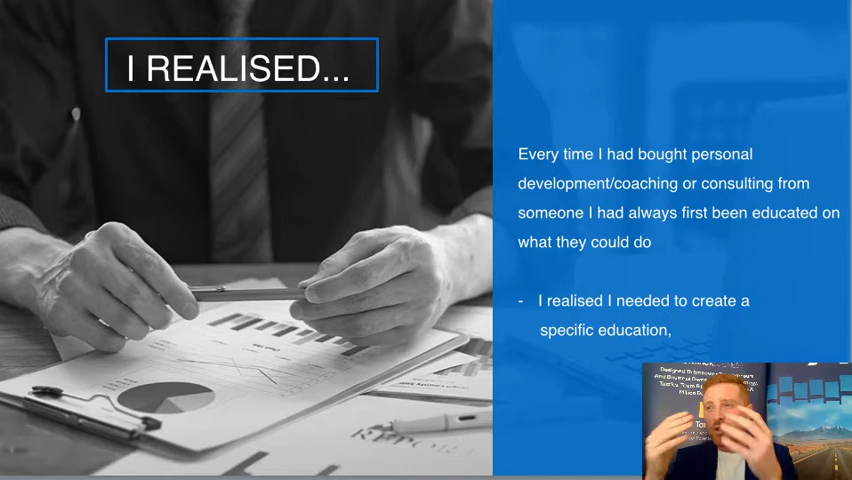 I REALISED...
Every time I had bought personal
development/coaching or consulting from
someone I had always first been educated on
what they could do
- I realised I needed to create a
specific education,
REPORT